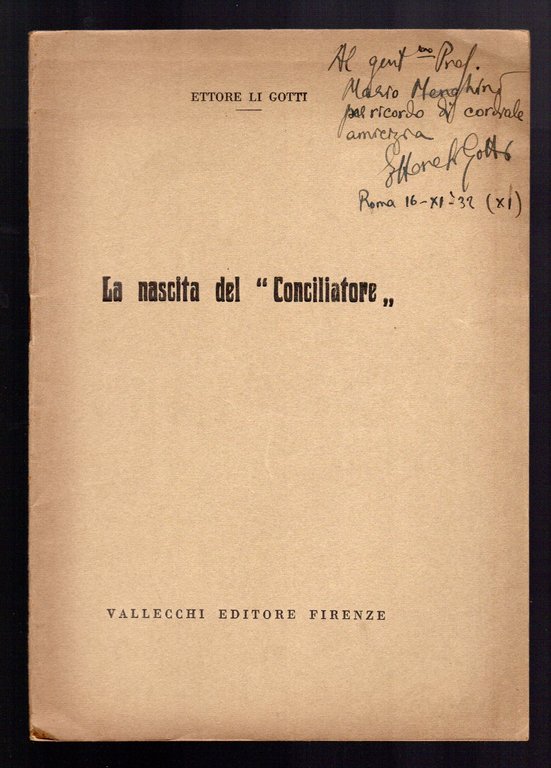 Al gent.mo Prof.
Mario Menghini
per ricordo di cordiale
amicizia
Ettore Li Gotti
Roma 16-XI-32 (XI)
ETTORE LI GOTTI
La nascita del "Conciliatore„
VALLECCHI EDITORE FIRENZE